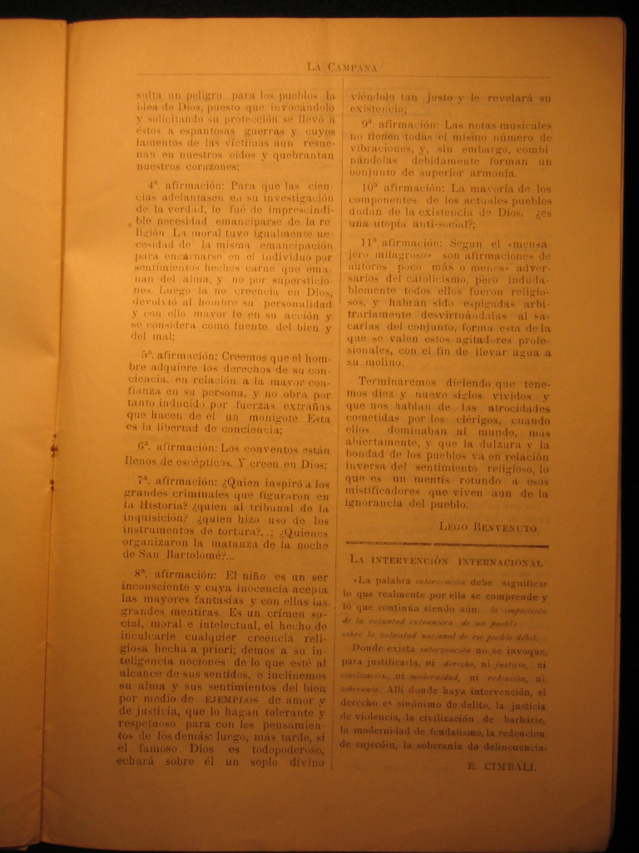 LA CAMPANA
sulta un peligro para los pueblos la
idea de Dios, puesto que invocándolo
y solicitando su protección se llevó á
éstos a espantosas guerras y cuyos
lamentos de las víctimas aun resue-
nan en nuestros oídos y quebrantan
nuestros corazones;
4ª. afirmación: Para que las cien-
cias adelantasen en su investigación
de la verdad, le fué de imprescindi-
ble necesidad emanciparse de la re
ligión La moral tuvo igualmente ne-
cesidad de la misma emancipación
para encarnarse en el individuo por
sentimientos hechos carne que ema-
nan del alma, y no por supersticio-
nes. Luego la no creencia en Dios,
devolvió al hombre su personalidad
y con ello mayor fe en su acción y
se considera como fuente del bien y
del mal;
5ª. afirmación: Creemos que el hom-
bre adquiere los derechos de su con-
ciencia, en relación a la mayor con-
fianza en su persona, y no obra por
tanto inducido por fuerzas extrañas
que hacen de él un monigote. Esta
es la libertad de conciencia;
6ª. afirmación: Los conventos están
llenos de escépticos. Y creen en Dios;
7ª. afirmación: ¿Quien inspiró a los
grandes criminales que figuraron en
la Historia? ¿quien al tribunal de la
inquisición? ¿quien hizo uso de los
instrumentos de tortura?..; ¿Quienes
organizaron la matanza de la noche
de San Bartolomé?...
8ª. afirmación: El niño es un ser
inconsciente y cuya inocencia acepta
las mayores fantasías y con ellas las
grandes mentiras. Es un crímen so-
cial, moral e intelectual, el hecho de
inculcarle cualquier creencia reli-
giosa hecha a priori; demos a su in-
teligencia nociones de lo que esté al
alcance de sus sentidos, e inclinemos
su alma y sus sentimientos del bien
por medio de EJEMPLOS de amor y
de justicia, que lo hagan tolerante y
respetuoso para con los pensamien-
tos de los demás: luego, más tarde, si
el famoso Dios es todopoderoso,
echará sobre él un soplo divino
viéndolo tan justo y le revelará su
existencia;
9ª. afirmación: Las notas musicales
no tienen todas el mismo número de
vibraciones, y, sin embargo, combi
nándolas debidamente forman un
conjunto de superior armonía.
10ª afirmación: La mayoría de los
componentes de los actuales pueblos
dudan de la existencia de Dios. ¿es
una utopia anti-social?;
11ª afirmación: Segun el «mensa-
jero milagroso» son afirmaciones de
autores poco más o menos adver-
sarios del catolicismo, pero induda-
blemente todos ellos fueron religio-
sos, y habrán sido espigadas arbi-
trariamente desvirtuándolas al sa-
carlas del conjunto, forma esta de la
que se valen estos agitadores profe-
sionales, con el fin de llevar agua a
su molino.
Terminaremos diciendo que tene-
mos diez y nueve siglos vividos y
que nos hablan de las atrocidades
cometidas por los clérigos, cuando
ellos dominaban al mundo, más
abiertamente, y que la dulzura y la
bondad de los pueblos va en relación
inversa del sentimiento religioso, lo
que es un mentís rotundo a esos
mistificadores que viven aun de la
ignorancia del pueblo.
LEGO BENVENUTO.
LA INTERVENCIÓN INTERNACIONAL
«La palabra intervención debe significar
lo que realmente por ella se comprende y
lo que continúa siendo aún: la imposición
de la voluntad extranjera de un pueblo
sobre la voluntad nacional de un pueblo débil.
Donde exista intervención no se invoque,
para justificarla, ni derecho, ni justicia, ni
civilización, ni modernidad, ni redención, ni
soberanía. Allí donde haya intervención, el
derecho es sinónimo de delito, la justicia
de violencia, la civilización de barbárie,
la modernidad de feudatismo, la redencion
de sujeción, la soberanía do delincuencia»
E. CIMBALI.